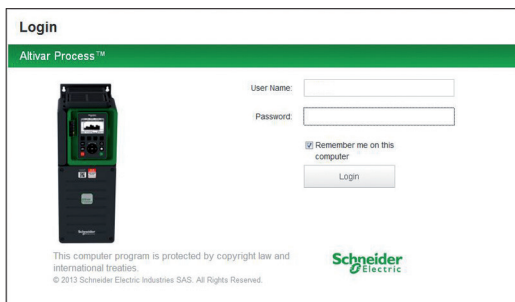 Login
Altivar Process™
User Name:
Password:
Remember me on this
computer
Login
This computer program is protected by copyright law and
international treaties.
© 2013 Schneider Electric Industries SAS. All Rights Reserved.
Schneider
Electric